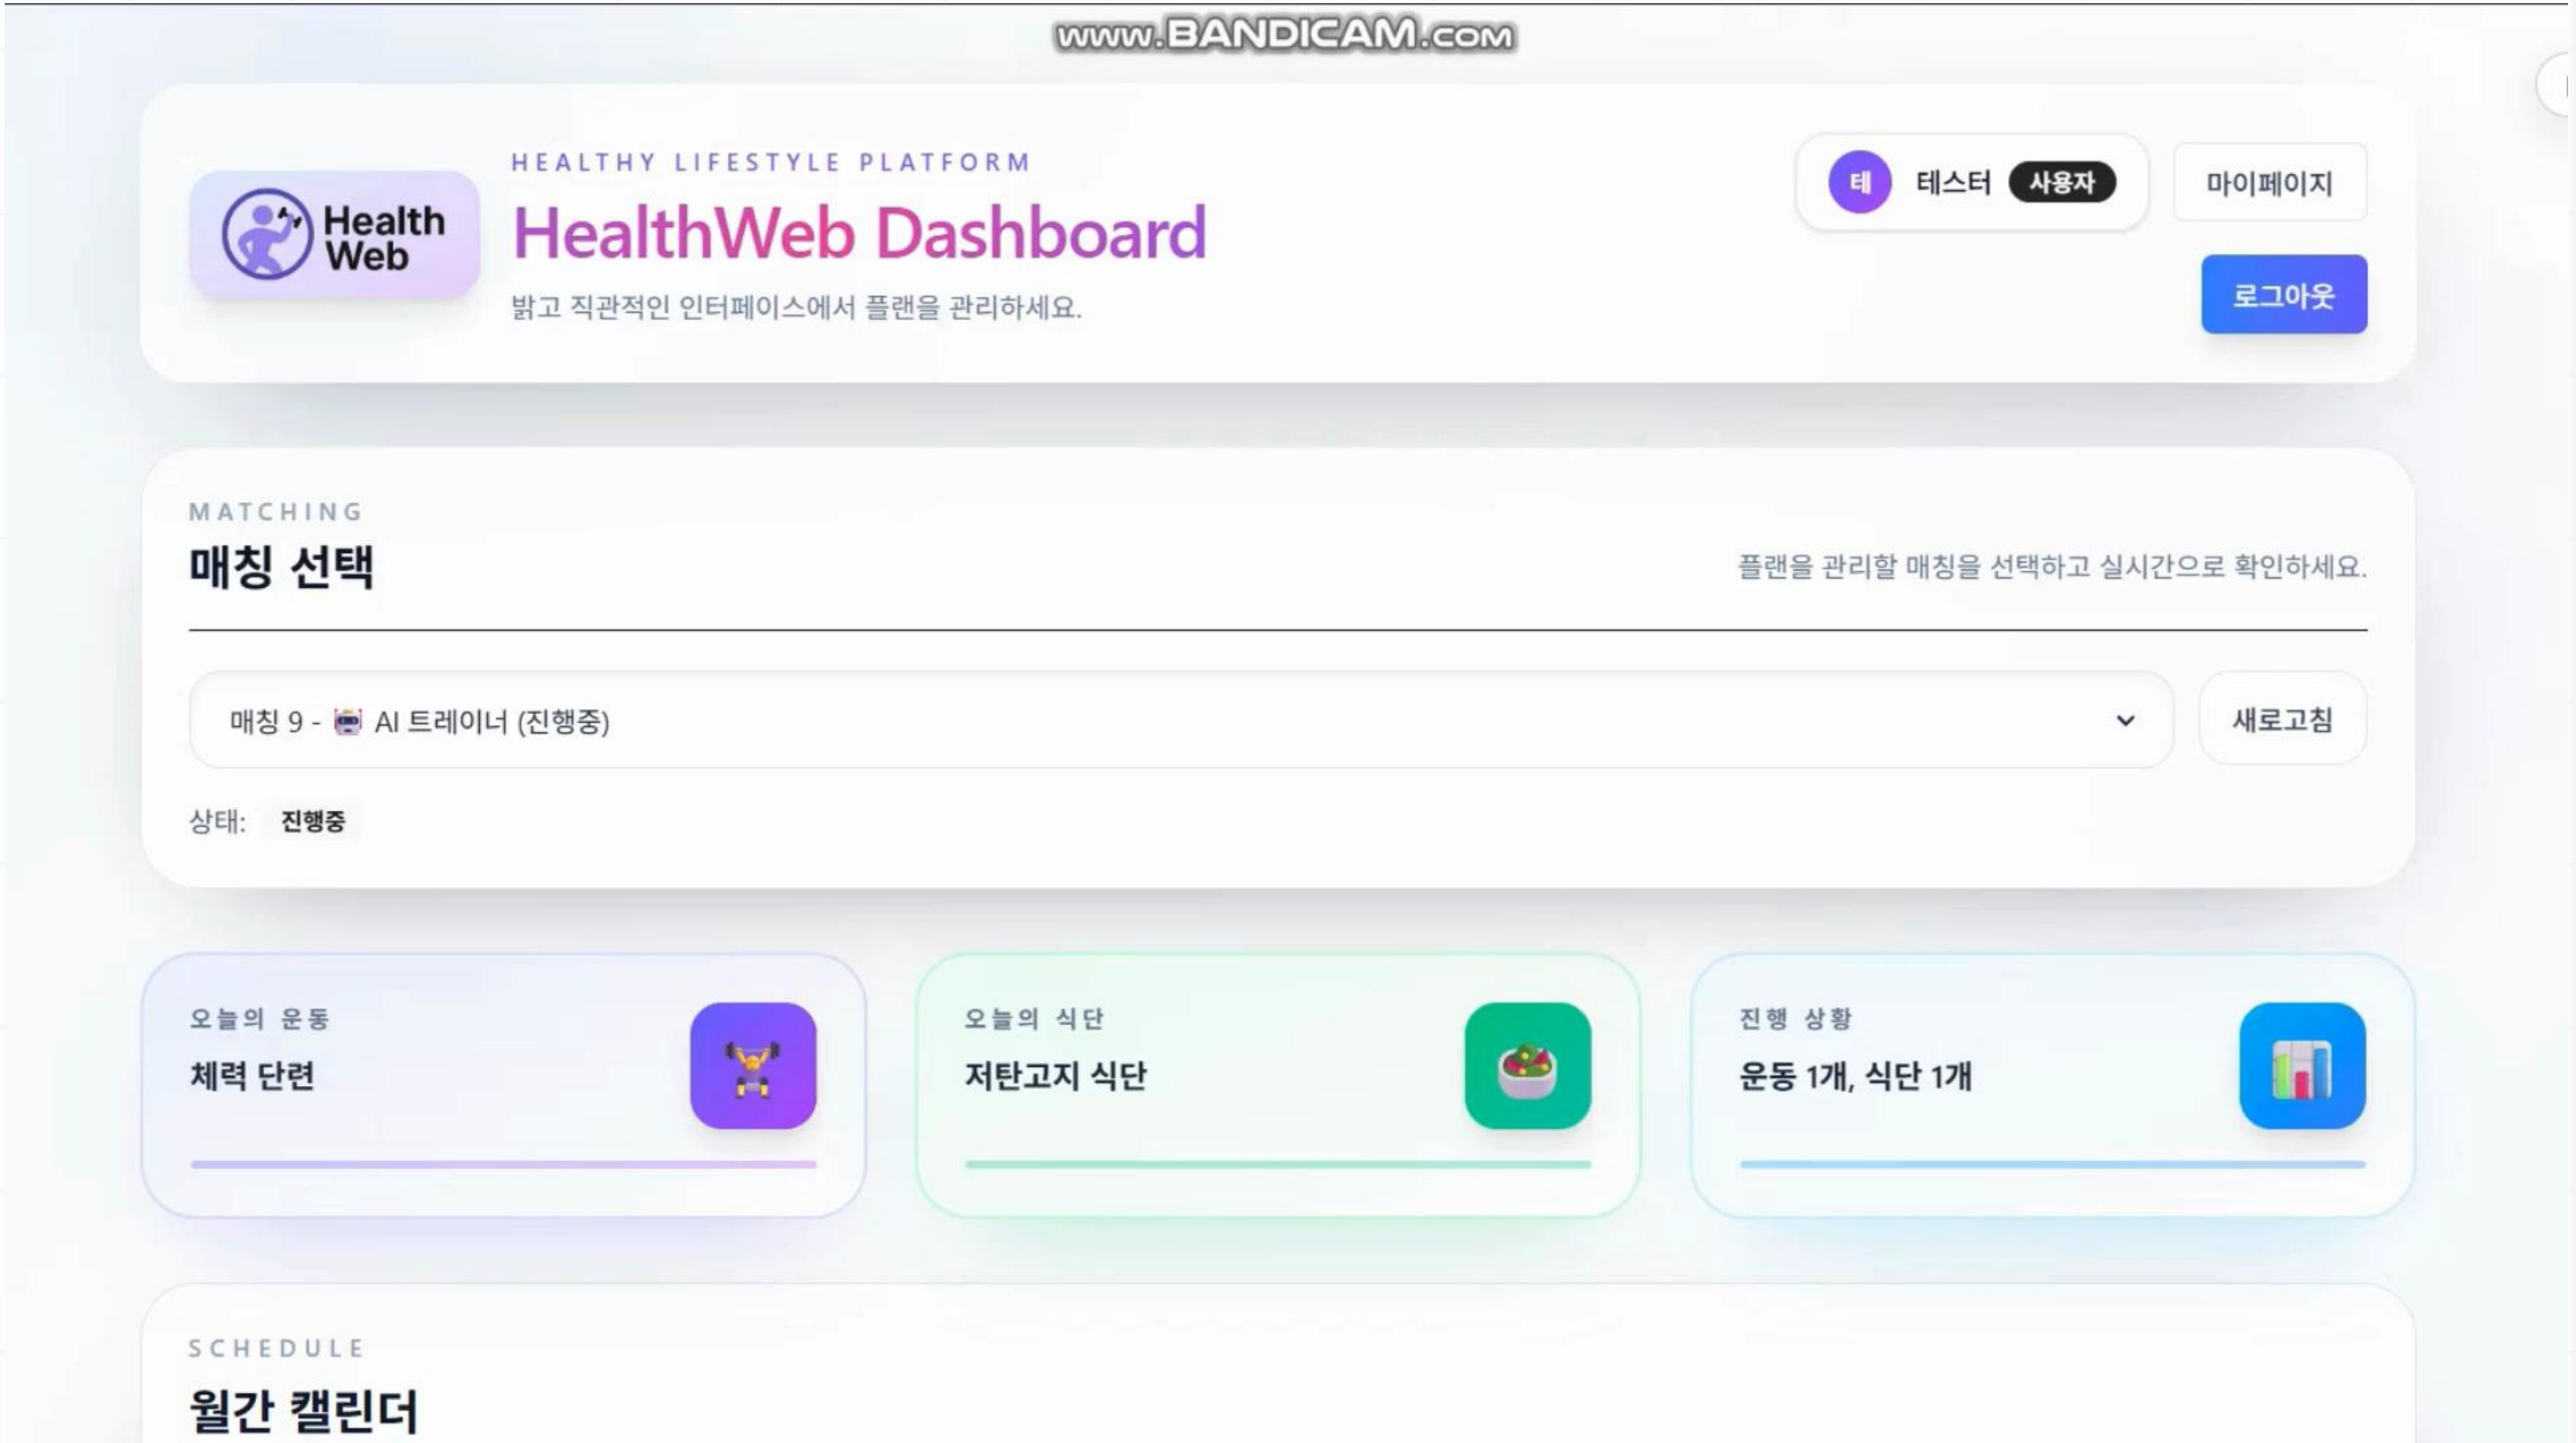 www.BANDICAM.com
Health
Web
HEALTHY LIFESTYLE PLATFORM
HealthWeb Dashboard
밝고 직관적인 인터페이스에서 플랜을 관리하세요.
테 테스터 사용자
마이페이지
로그아웃
MATCHING
매칭 선택
플랜을 관리할 매칭을 선택하고 실시간으로 확인하세요.
매칭 9 - 🤖 AI 트레이너 (진행중)
새로고침
상태: 진행중
오늘의 운동
체력 단련
오늘의 식단
저탄고지 식단
진행 상황
운동 1개, 식단 1개
SCHEDULE
월간 캘린더